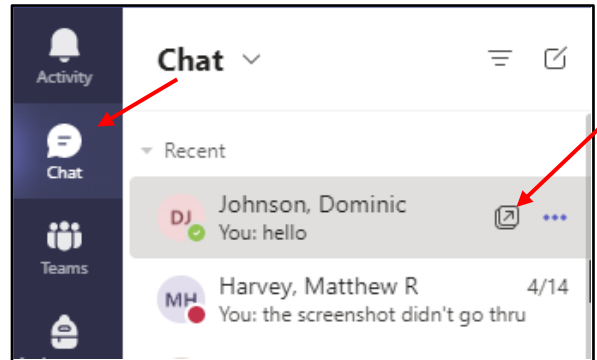 Activity
Chat
Teams
Chat
Recent
DJ
Johnson, Dominic
You: hello
MH
Harvey, Matthew R 4/14
You: the screenshot didn't go thru